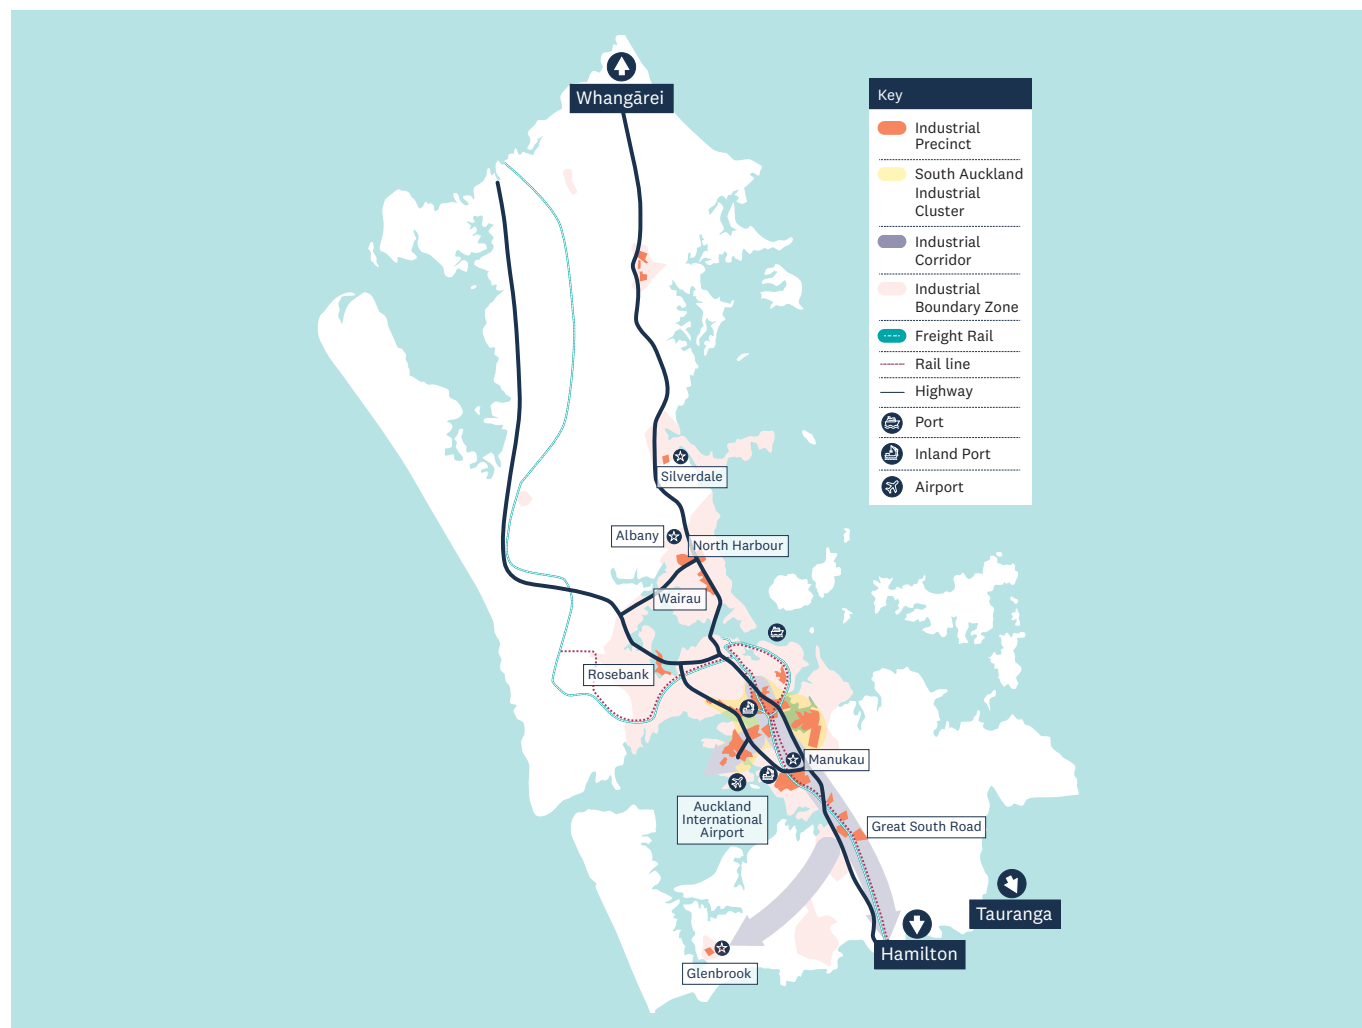 Whangārei
Key
Industrial
Precinct
South Auckland
Industrial
Cluster
Industrial
Corridor
Industrial
Boundary Zone
Freight Rail
Rail line
Highway
Port
Inland Port
Airport
Silverdale
Albany
North Harbour
Wairau
Rosebank
Manukau
Auckland
International
Airport
Great South Road
Tauranga
Hamilton
Glenbrook